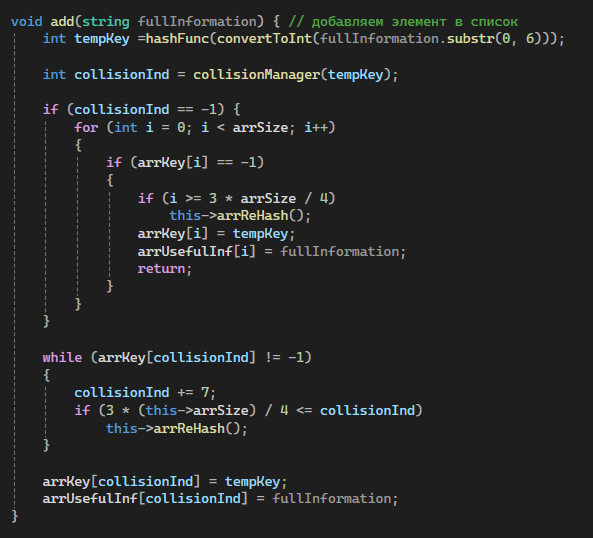 void add(string fullInformation) { // добавляем элемент в список
    int tempKey =hashFunc(convertToInt(fullInformation.substr(0, 6)));

    int collisionInd = collisionManager(tempKey);

    if (collisionInd == -1) {
        for (int i = 0; i < arrSize; i++)
        {
            if (arrKey[i] == -1)
            {
                if (i >= 3 * arrSize / 4)
                    this->arrReHash();
                arrKey[i] = tempKey;
                arrUsefulInf[i] = fullInformation;
                return;
            }
        }
    }

    while (arrKey[collisionInd] != -1)
    {
        collisionInd += 7;
        if (3 * (this->arrSize) / 4 <= collisionInd)
            this->arrReHash();
    }

    arrKey[collisionInd] = tempKey;
    arrUsefulInf[collisionInd] = fullInformation;
}